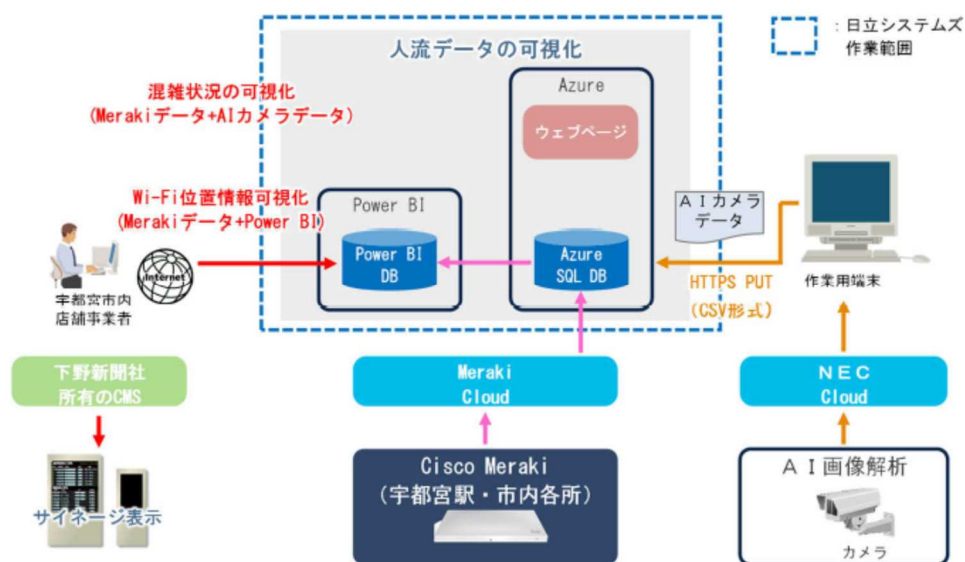 ：日立システムズ
作業範囲
人流データの可視化
混雑状況の可視化
(Merakiデータ+AIカメラデータ)
Azure
ウェブページ
Wi-Fi位置情報可視化
(Merakiデータ+Power BI)
Power BI
ＡＩカメラ
データ
Power BI
DB
Azure
SQL DB
Internet
HTTPS PUT
(CSV形式)
作業用端末
宇都宮市内
店舗事業者
下野新聞社
所有のCMS
Meraki
Cloud
ＮＥＣ
Cloud
Cisco Meraki
(宇都宮駅・市内各所)
ＡＩ画像解析
サイネージ表示
カメラ